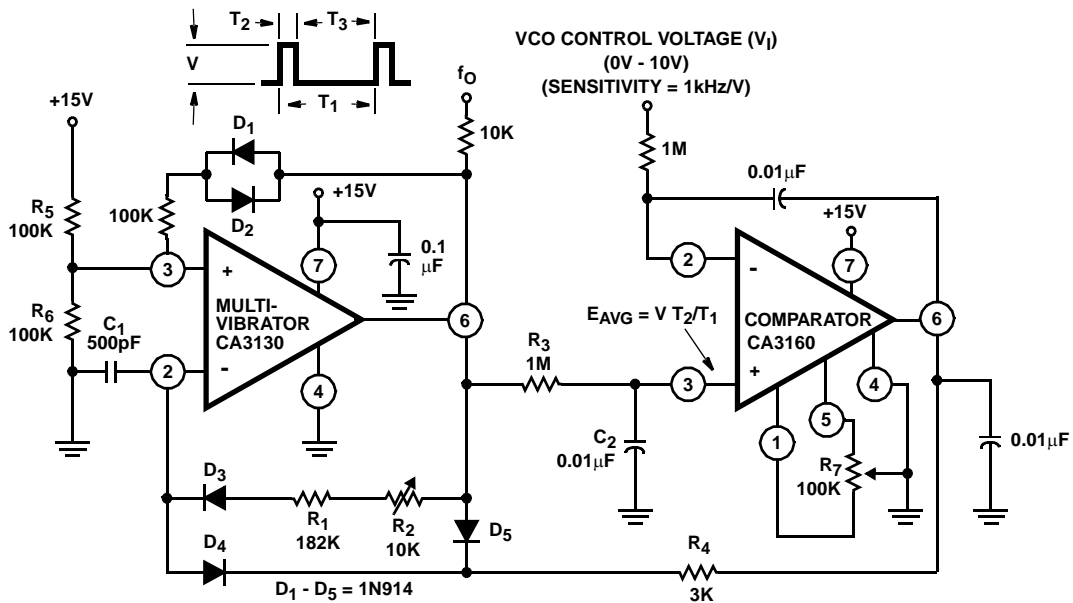 T₂ T₃
V
T₁
VCO CONTROL VOLTAGE (V_I)
(0V - 10V)
(SENSITIVITY = 1kHz/V)
f_O
+15V
D₁
10K
1M
0.01µF
D₂
+15V
+15V
R₅
100K
100K
0.1
µF
3
+
7
2
-
7
MULTI-
VIBRATOR
CA3130
6
E_AVG = V T₂/T₁
COMPARATOR
CA3160
6
R₆
100K
C₁
500pF
2
-
4
R₃
1M
3
+
4
5
1
C₂
0.01µF
R₇
100K
0.01µF
D₃
R₁
182K
R₂
10K
D₅
D₄
R₄
3K
D₁ - D₅ = 1N914